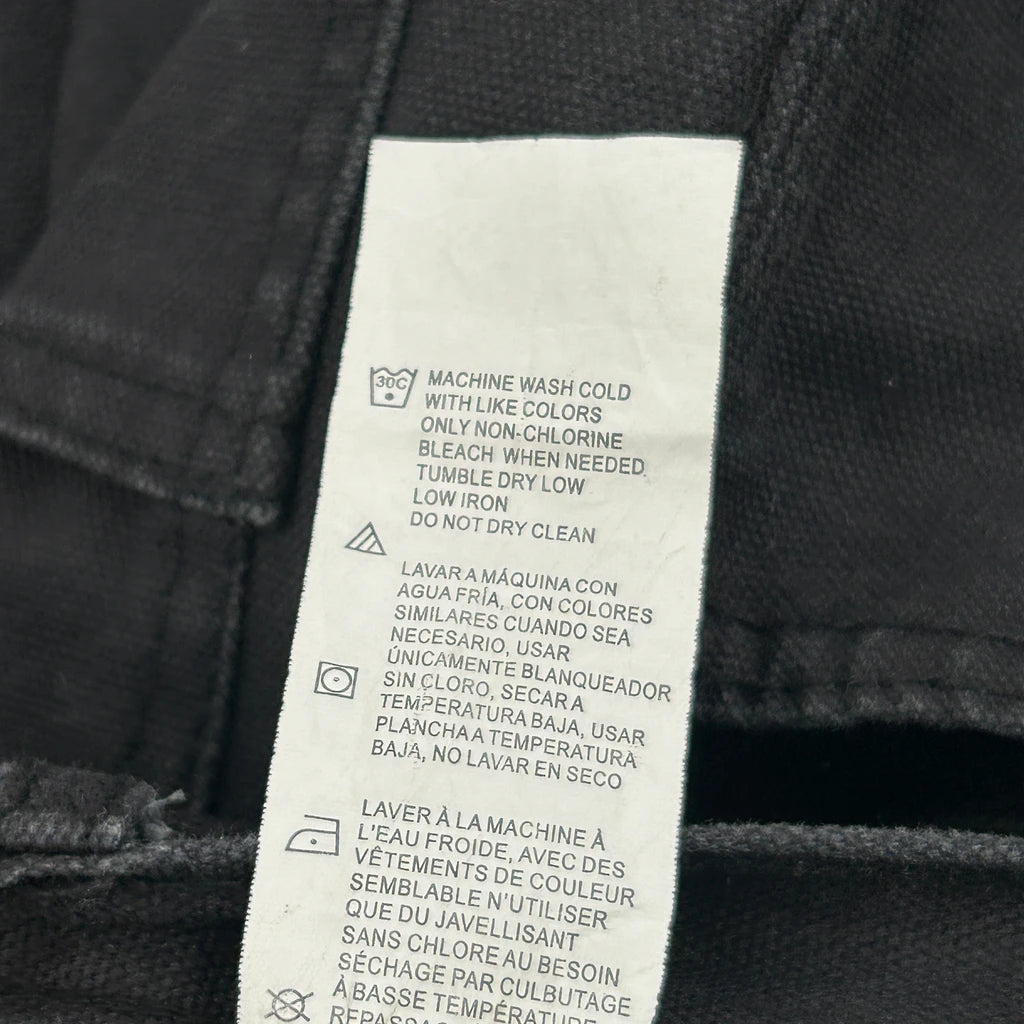 30C
MACHINE WASH COLD
WITH LIKE COLORS
ONLY NON-CHLORINE
BLEACH WHEN NEEDED.
TUMBLE DRY LOW
LOW IRON
DO NOT DRY CLEAN
LAVAR A MÁQUINA CON
AGUA FRÍA, CON COLORES
SIMILARES CUANDO SEA
NECESARIO, USAR
ÚNICAMENTE BLANQUEADOR
SIN CLORO, SECAR A
TEMPERATURA BAJA, USAR
PLANCHA A TEMPERATURA
BAJA, NO LAVAR EN SECO
LAVER À LA MACHINE À
L'EAU FROIDE, AVEC DES
VÊTEMENTS DE COULEUR
SEMBLABLE N'UTILISER
QUE DU JAVELLISANT
SANS CHLORE AU BESOIN
SÉCHAGE PAR CULBUTAGE
À BASSE TEMPÉRATURE